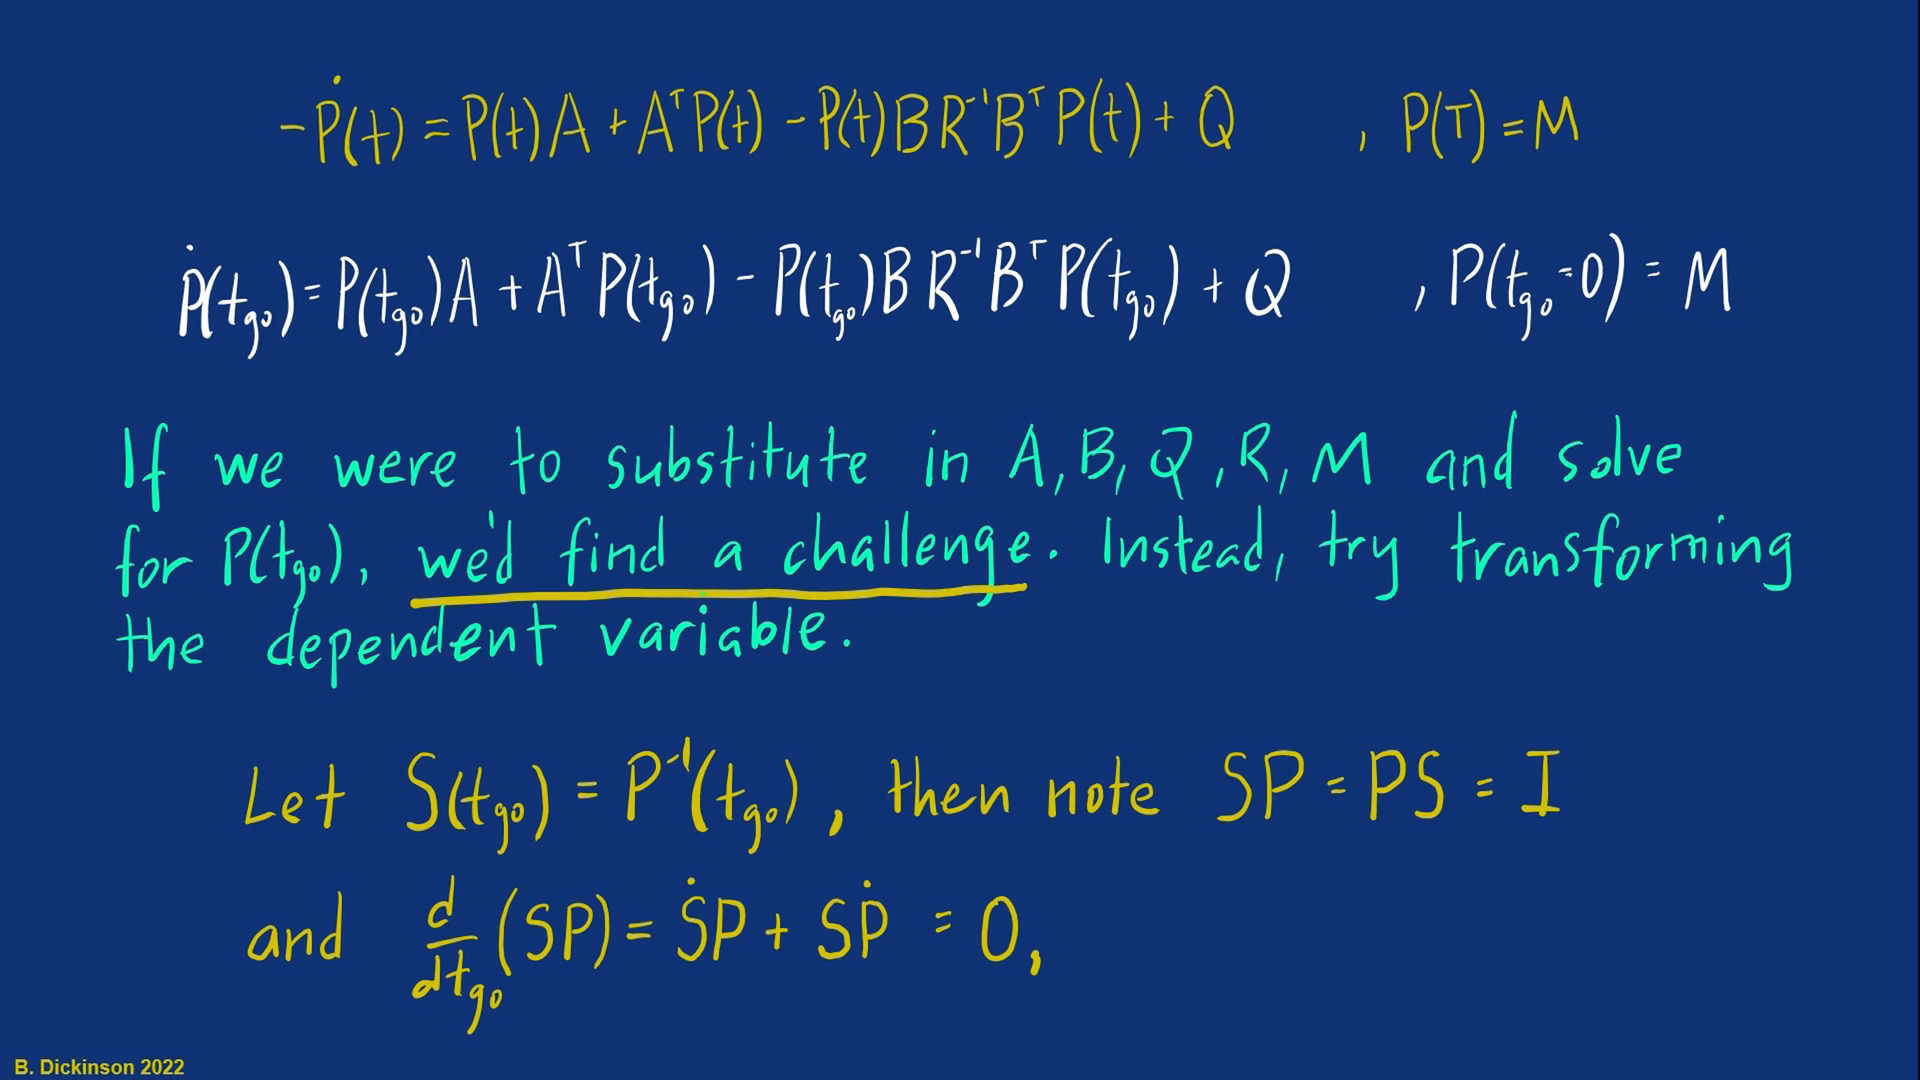 -Ṗ(t) = P(t)A + AᵀP(t) - P(t)BR⁻¹BᵀP(t) + Q , P(T) = M
Ṗ(t_go) = P(t_go)A + AᵀP(t_go) - P(t_go)BR⁻¹BᵀP(t_go) + Q , P(t_go=0) = M
If we were to substitute in A, B, Q, R, M and solve
for P(t_go), we'd find a challenge. Instead, try transforming
the dependent variable.
Let S(t_go) = P⁻¹(t_go), then note SP = PS = I
and d/dt_go (SP) = ṠP + SṖ = 0,
B. Dickinson 2022